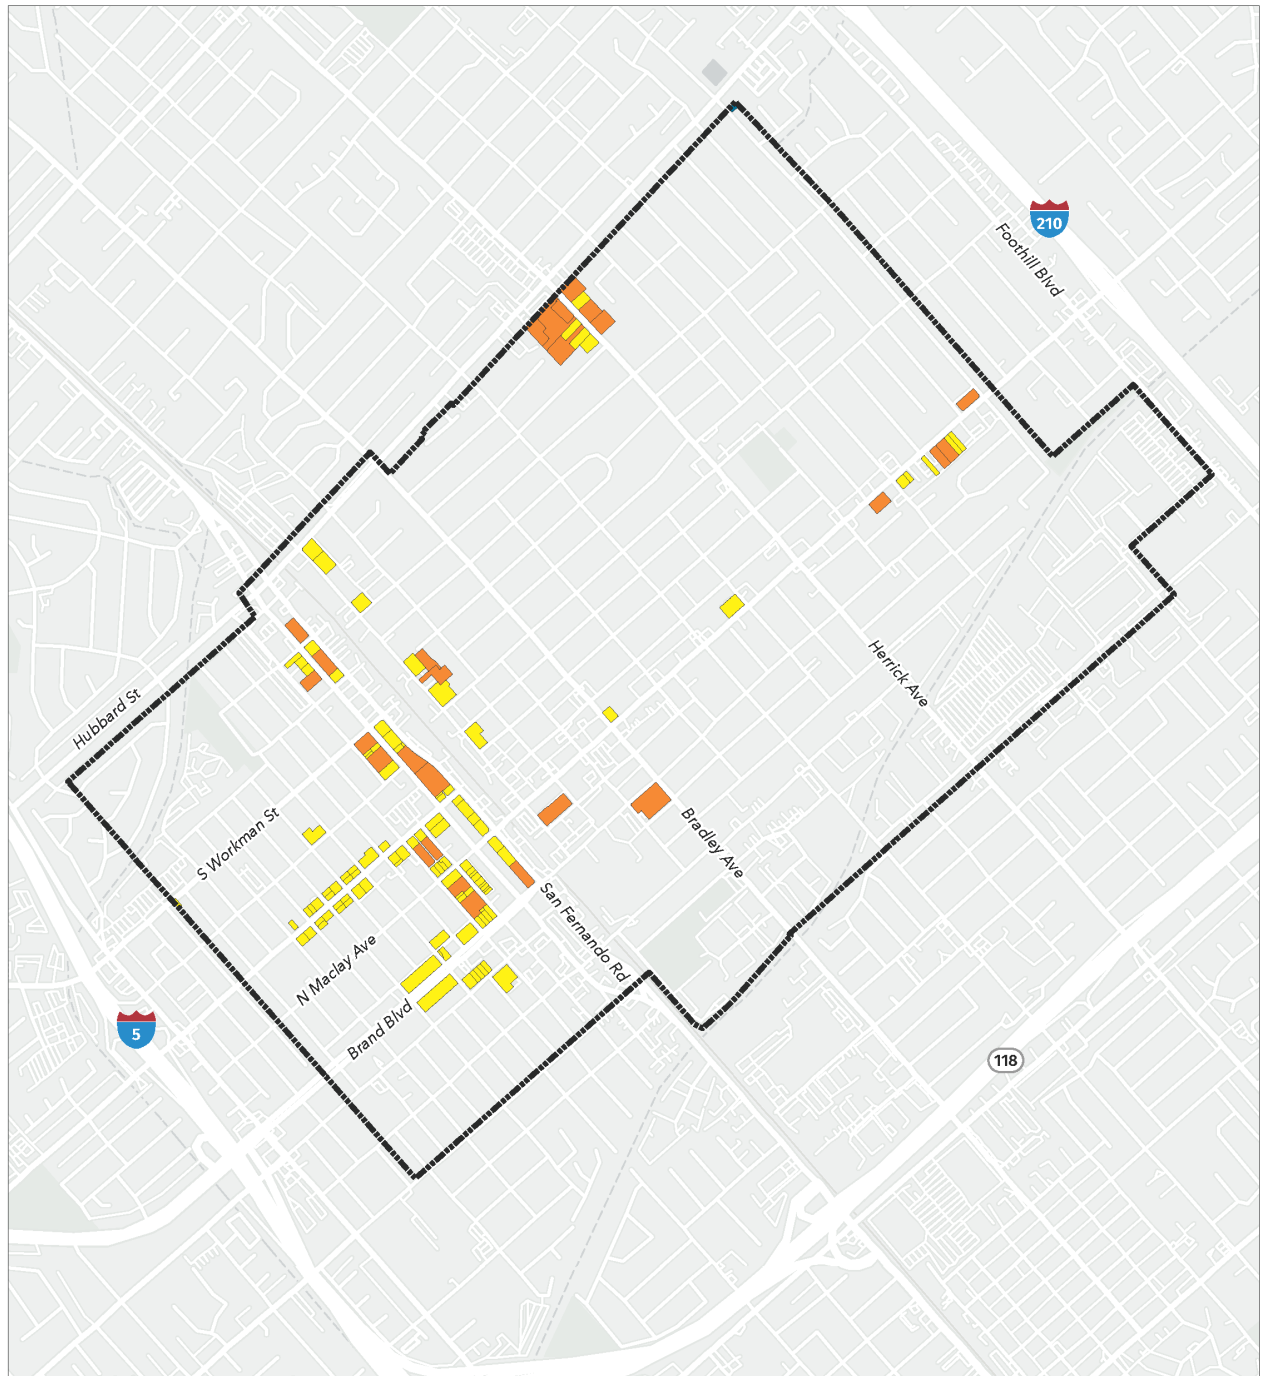 210
Foothill Blvd
Herrick Ave
Hubbard St
S Workman St
Bradley Ave
San Fernando Rd
N Maclay Ave
Brand Blvd
5
118